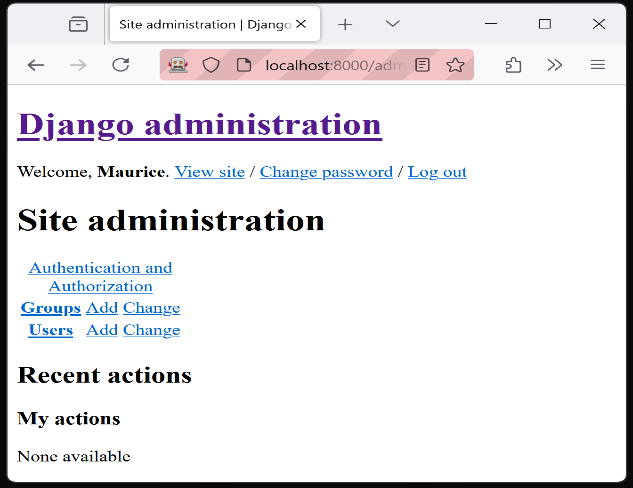 Site administration | Django
localhost:8000/adm
Django administration
Welcome, Maurice. View site / Change password / Log out
Site administration
Authentication and
Authorization
Groups Add Change
Users Add Change
Recent actions
My actions
None available